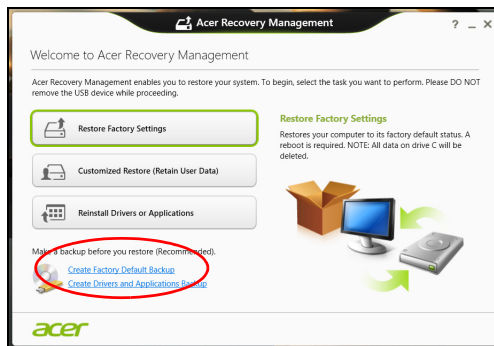 Acer Recovery Management
? _ X
Welcome to Acer Recovery Management
Acer Recovery Management enables you to restore your system. To begin, select the task you want to perform. Please DO NOT
remove the USB device while proceeding.
Restore Factory Settings
Customized Restore (Retain User Data)
Reinstall Drivers or Applications
Restore Factory Settings
Restores your computer to its factory default status. A
reboot is required. NOTE: All data on drive C will be
deleted.
Make a backup before you restore (Recommended).
Create Factory Default Backup
Create Drivers and Applications Backup
acer